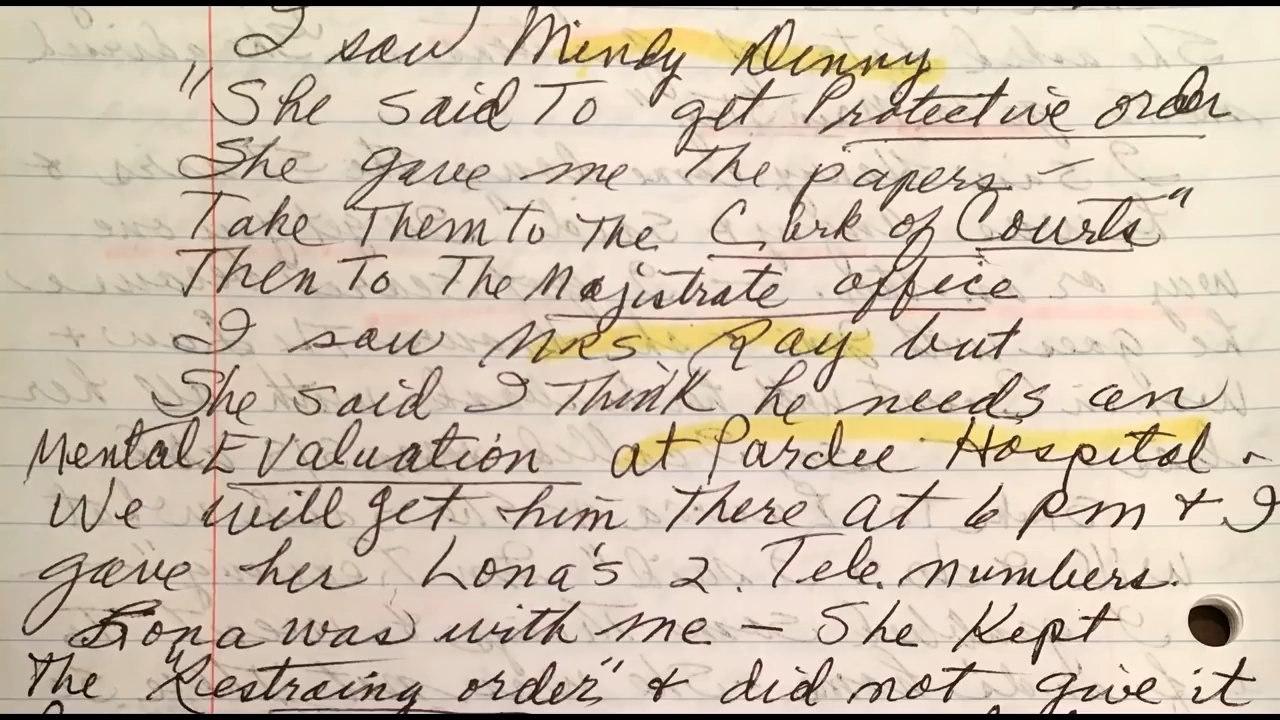 I saw Mindy Denny
"She said To get Protective order
She gave me The papers -
Take Them to The Clerk of Courts"
Then To The Majistrate office
I saw Mrs. Ray but
She said I Think he needs an
Mental Evaluation at Pardee Hospital.
We will get him There at 6 pm & I
gave her Lona's 2 Tele. numbers.
Lona was with me - She Kept
The "Restraing order" & did not give it